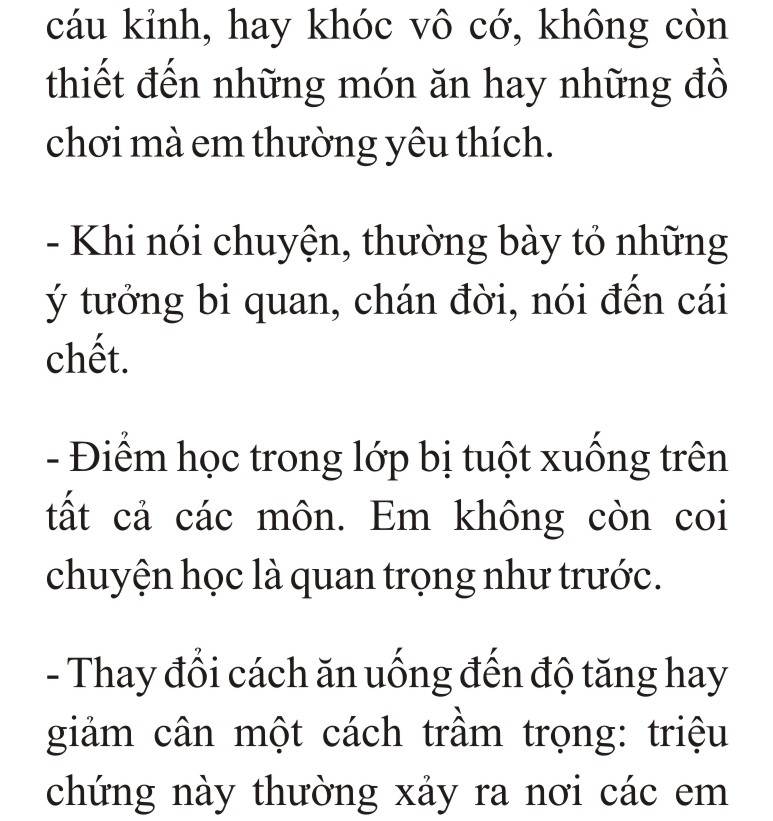 cáu kỉnh, hay khóc vô cớ, không còn
thiết đến những món ăn hay những đồ
chơi mà em thường yêu thích.
- Khi nói chuyện, thường bày tỏ những
ý tưởng bi quan, chán đời, nói đến cái
chết.
- Điểm học trong lớp bị tuột xuống trên
tất cả các môn. Em không còn coi
chuyện học là quan trọng như trước.
- Thay đổi cách ăn uống đến độ tăng hay
giảm cân một cách trầm trọng: triệu
chứng này thường xảy ra nơi các em